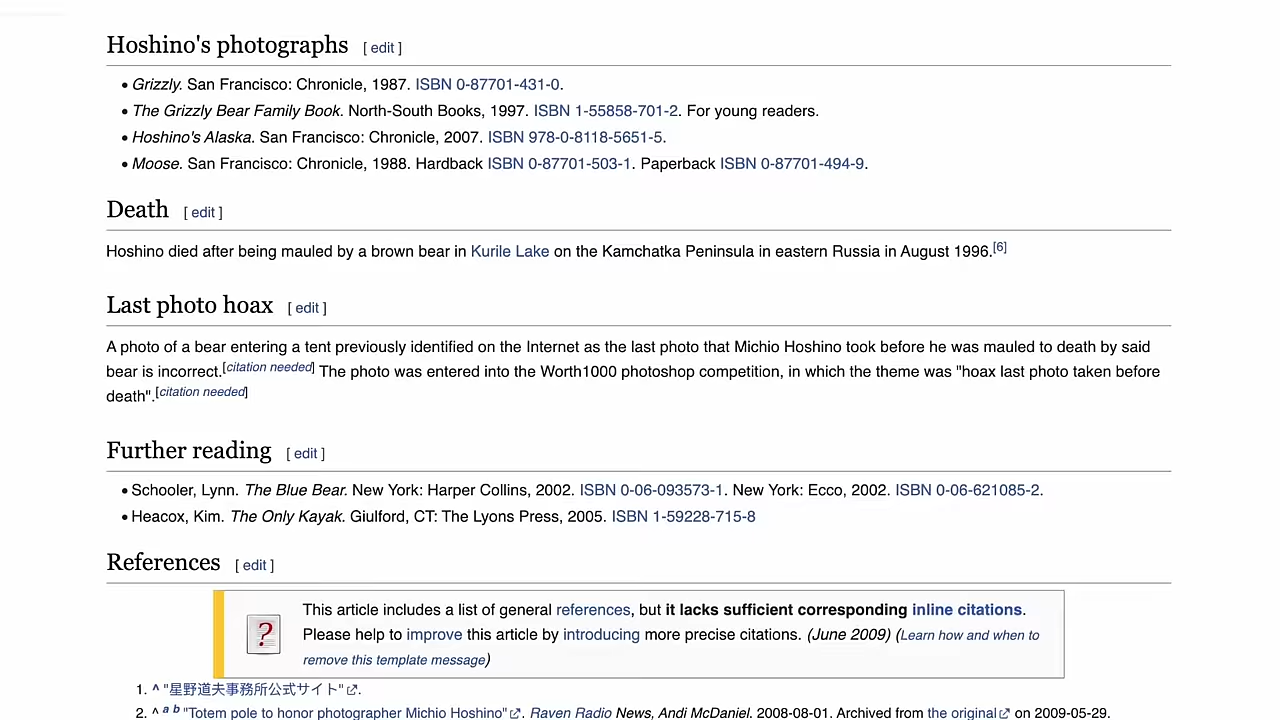 Hoshino's photographs [ edit ]
• Grizzly. San Francisco: Chronicle, 1987. ISBN 0-87701-431-0.
• The Grizzly Bear Family Book. North-South Books, 1997. ISBN 1-55858-701-2. For young readers.
• Hoshino's Alaska. San Francisco: Chronicle, 2007. ISBN 978-0-8118-5651-5.
• Moose. San Francisco: Chronicle, 1988. Hardback ISBN 0-87701-503-1. Paperback ISBN 0-87701-494-9.
Death [ edit ]
Hoshino died after being mauled by a brown bear in Kurile Lake on the Kamchatka Peninsula in eastern Russia in August 1996.[6]
Last photo hoax [ edit ]
A photo of a bear entering a tent previously identified on the Internet as the last photo that Michio Hoshino took before he was mauled to death by said
bear is incorrect.[citation needed] The photo was entered into the Worth1000 photoshop competition, in which the theme was "hoax last photo taken before
death".[citation needed]
Further reading [ edit ]
• Schooler, Lynn. The Blue Bear. New York: Harper Collins, 2002. ISBN 0-06-093573-1. New York: Ecco, 2002. ISBN 0-06-621085-2.
• Heacox, Kim. The Only Kayak. Giulford, CT: The Lyons Press, 2005. ISBN 1-59228-715-8
References [ edit ]
?
This article includes a list of general references, but it lacks sufficient corresponding inline citations.
Please help to improve this article by introducing more precise citations. (June 2009) (Learn how and when to
remove this template message)
1. ^ "星野道夫事務所公式サイト".
2. ^ a b "Totem pole to honor photographer Michio Hoshino". Raven Radio News, Andi McDaniel. 2008-08-01. Archived from the original on 2009-05-29.